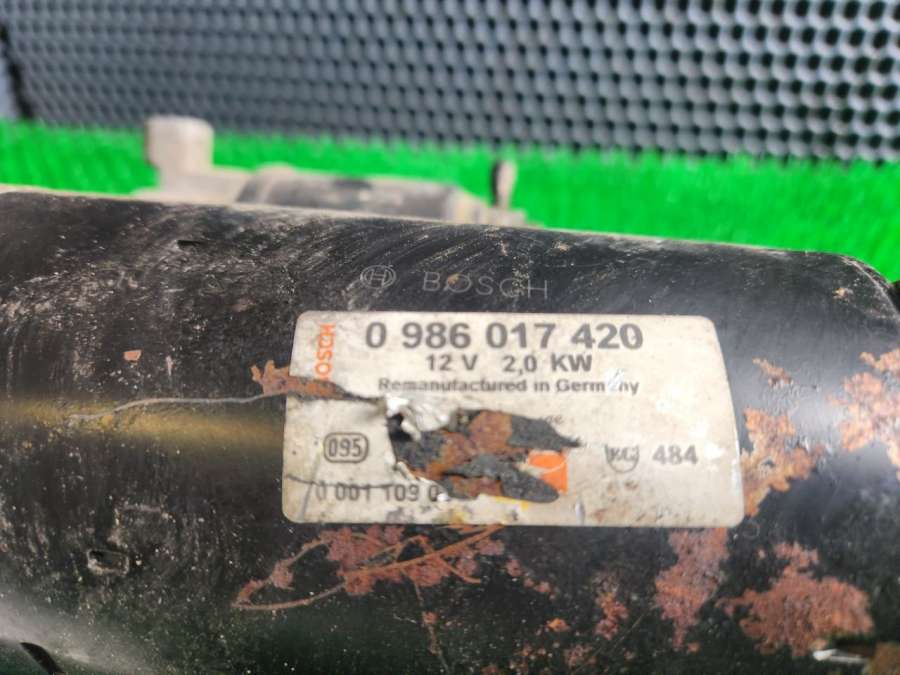 BOSCH
0 986 017 420
BOSCH
12 V 2,0 KW
Remanufactured in Germany
095
484
0 001 109 0